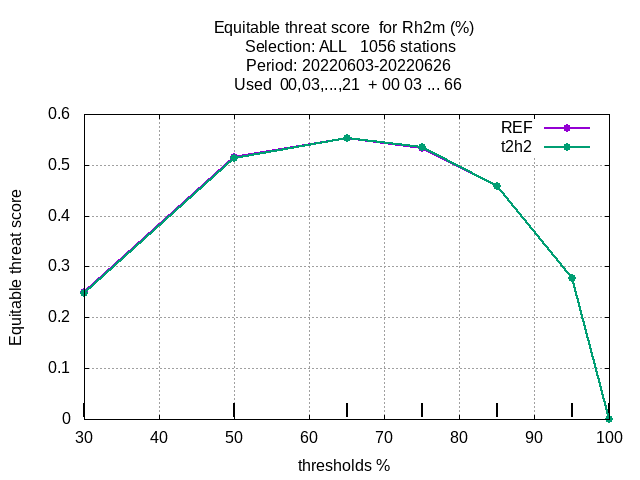 Equitable threat score  for Rh2m (%)
Selection: ALL   1056 stations
Period: 20220603-20220626
Used  00,03,...,21  + 00 03 ... 66
REF
t2h2
0.6
0.5
0.4
0.3
0.2
0.1
0
Equitable threat score
30 40 50 60 70 80 90 100
thresholds %